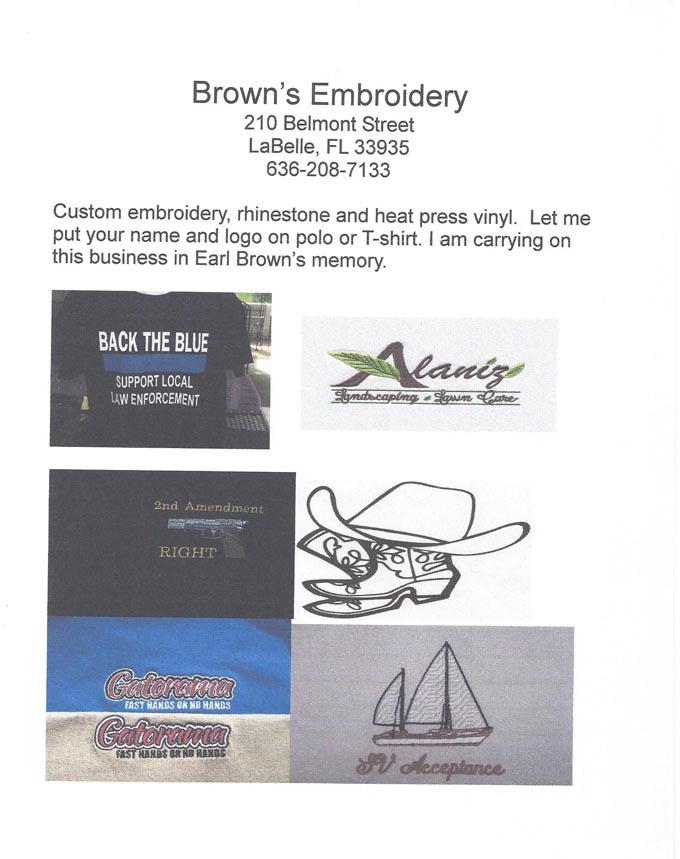 Brown's Embroidery
210 Belmont Street
LaBelle, FL 33935
636-208-7133
Custom embroidery, rhinestone and heat press vinyl.  Let me
put your name and logo on polo or T-shirt. I am carrying on
this business in Earl Brown's memory.
BACK THE BLUE
SUPPORT LOCAL
LAW ENFORCEMENT
Alaniz
Landscaping Lawn Care
2nd Amendment
RIGHT
Gatorama
FAST HANDS OR NO HANDS
Gatorama
FAST HANDS OR NO HANDS
SV Acceptance